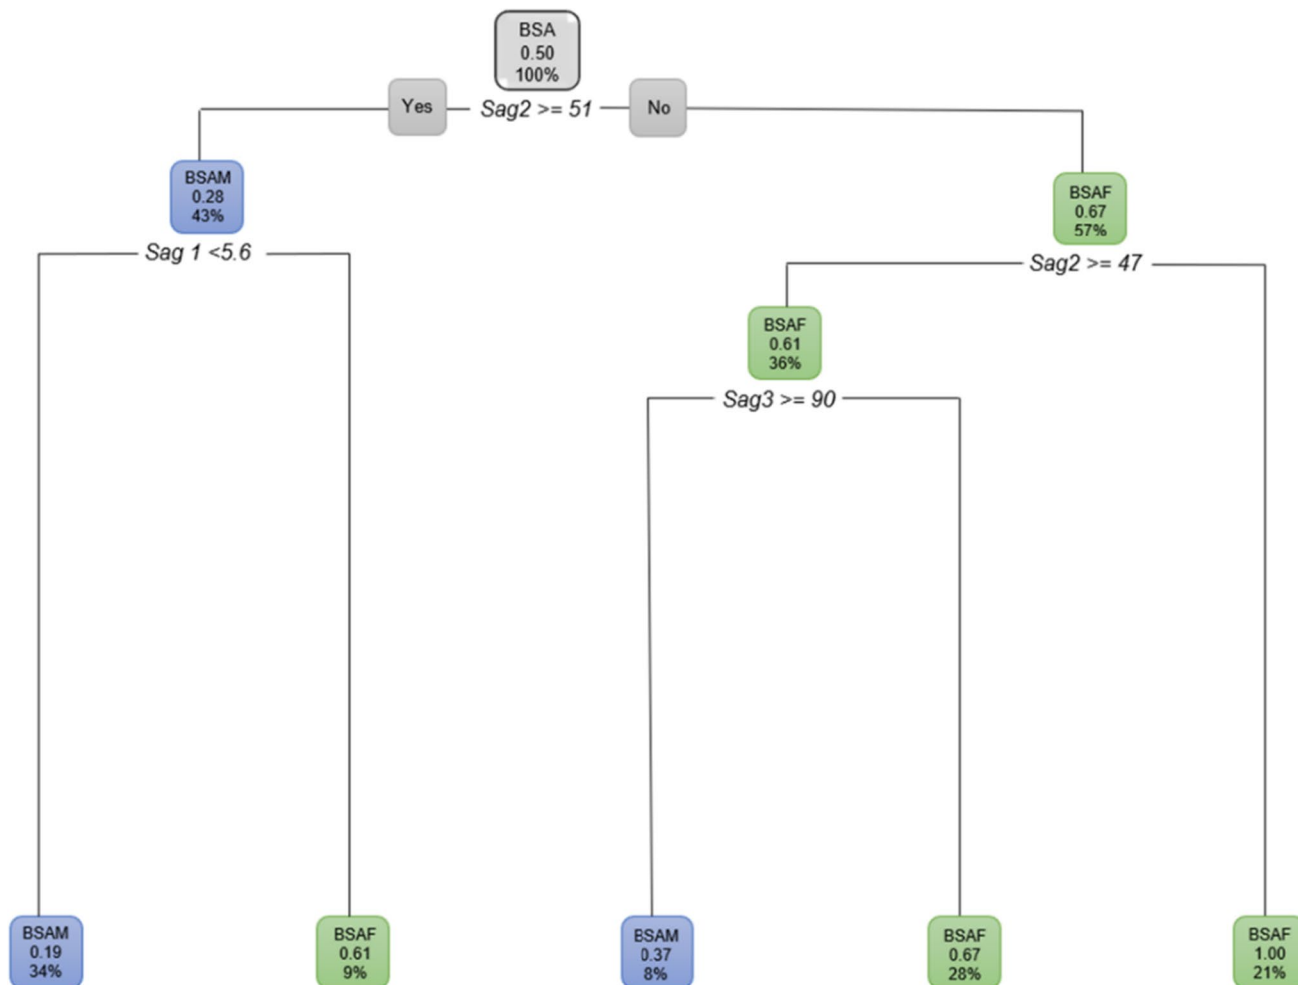 BSA
0.50
100%
Yes
Sag2 >= 51
No
BSAM
0.28
43%
BSAF
0.67
57%
Sag 1 <5.6
Sag2 >= 47
BSAF
0.61
36%
Sag3 >= 90
BSAM
0.19
34%
BSAF
0.61
9%
BSAM
0.37
8%
BSAF
0.67
28%
BSAF
1.00
21%